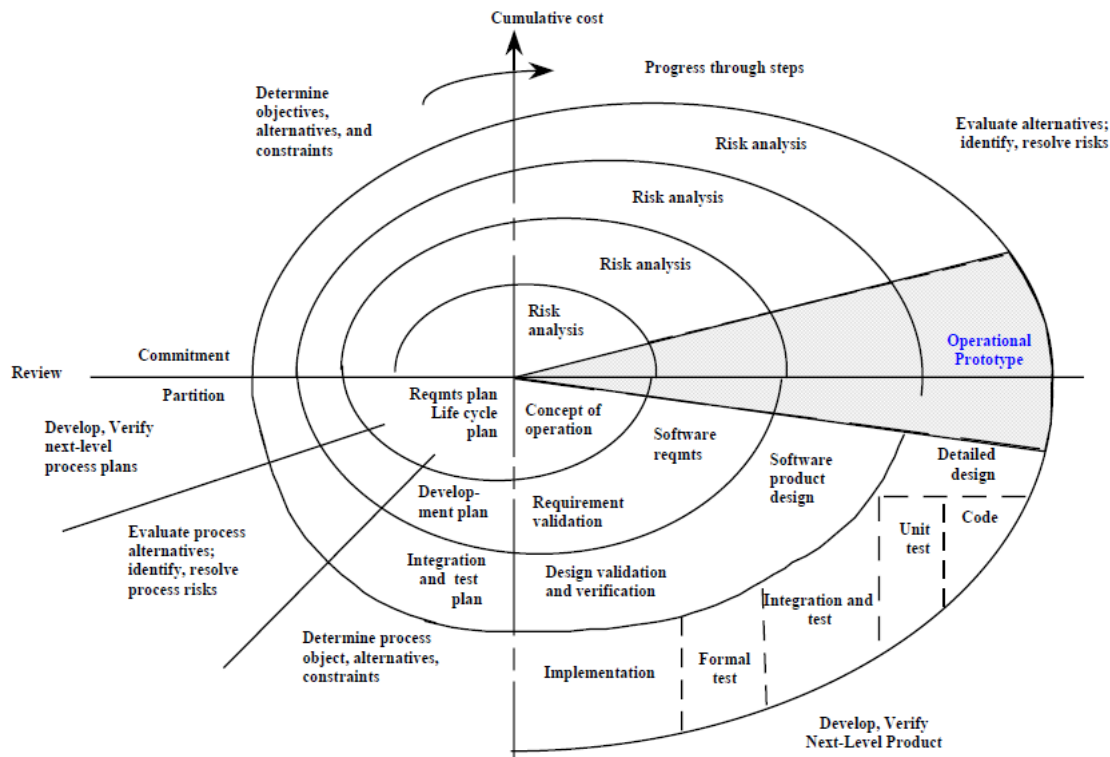 Cumulative cost
Progress through steps
Determine
objectives,
alternatives, and
constraints
Evaluate alternatives;
identify, resolve risks
Risk analysis
Risk analysis
Risk analysis
Risk
analysis
Operational
Prototype
Review
Commitment
Partition
Reqmts plan
Life cycle
plan
Concept of
operation
Software
reqmts
Software
product
design
Detailed
design
Develop, Verify
next-level
process plans
Develop-
ment plan
Requirement
validation
Unit
test
Code
Evaluate process
alternatives;
identify, resolve
process risks
Integration
and test
plan
Design validation
and verification
Integration and
test
Determine process
object, alternatives,
constraints
Implementation
Formal
test
Develop, Verify
Next-Level Product